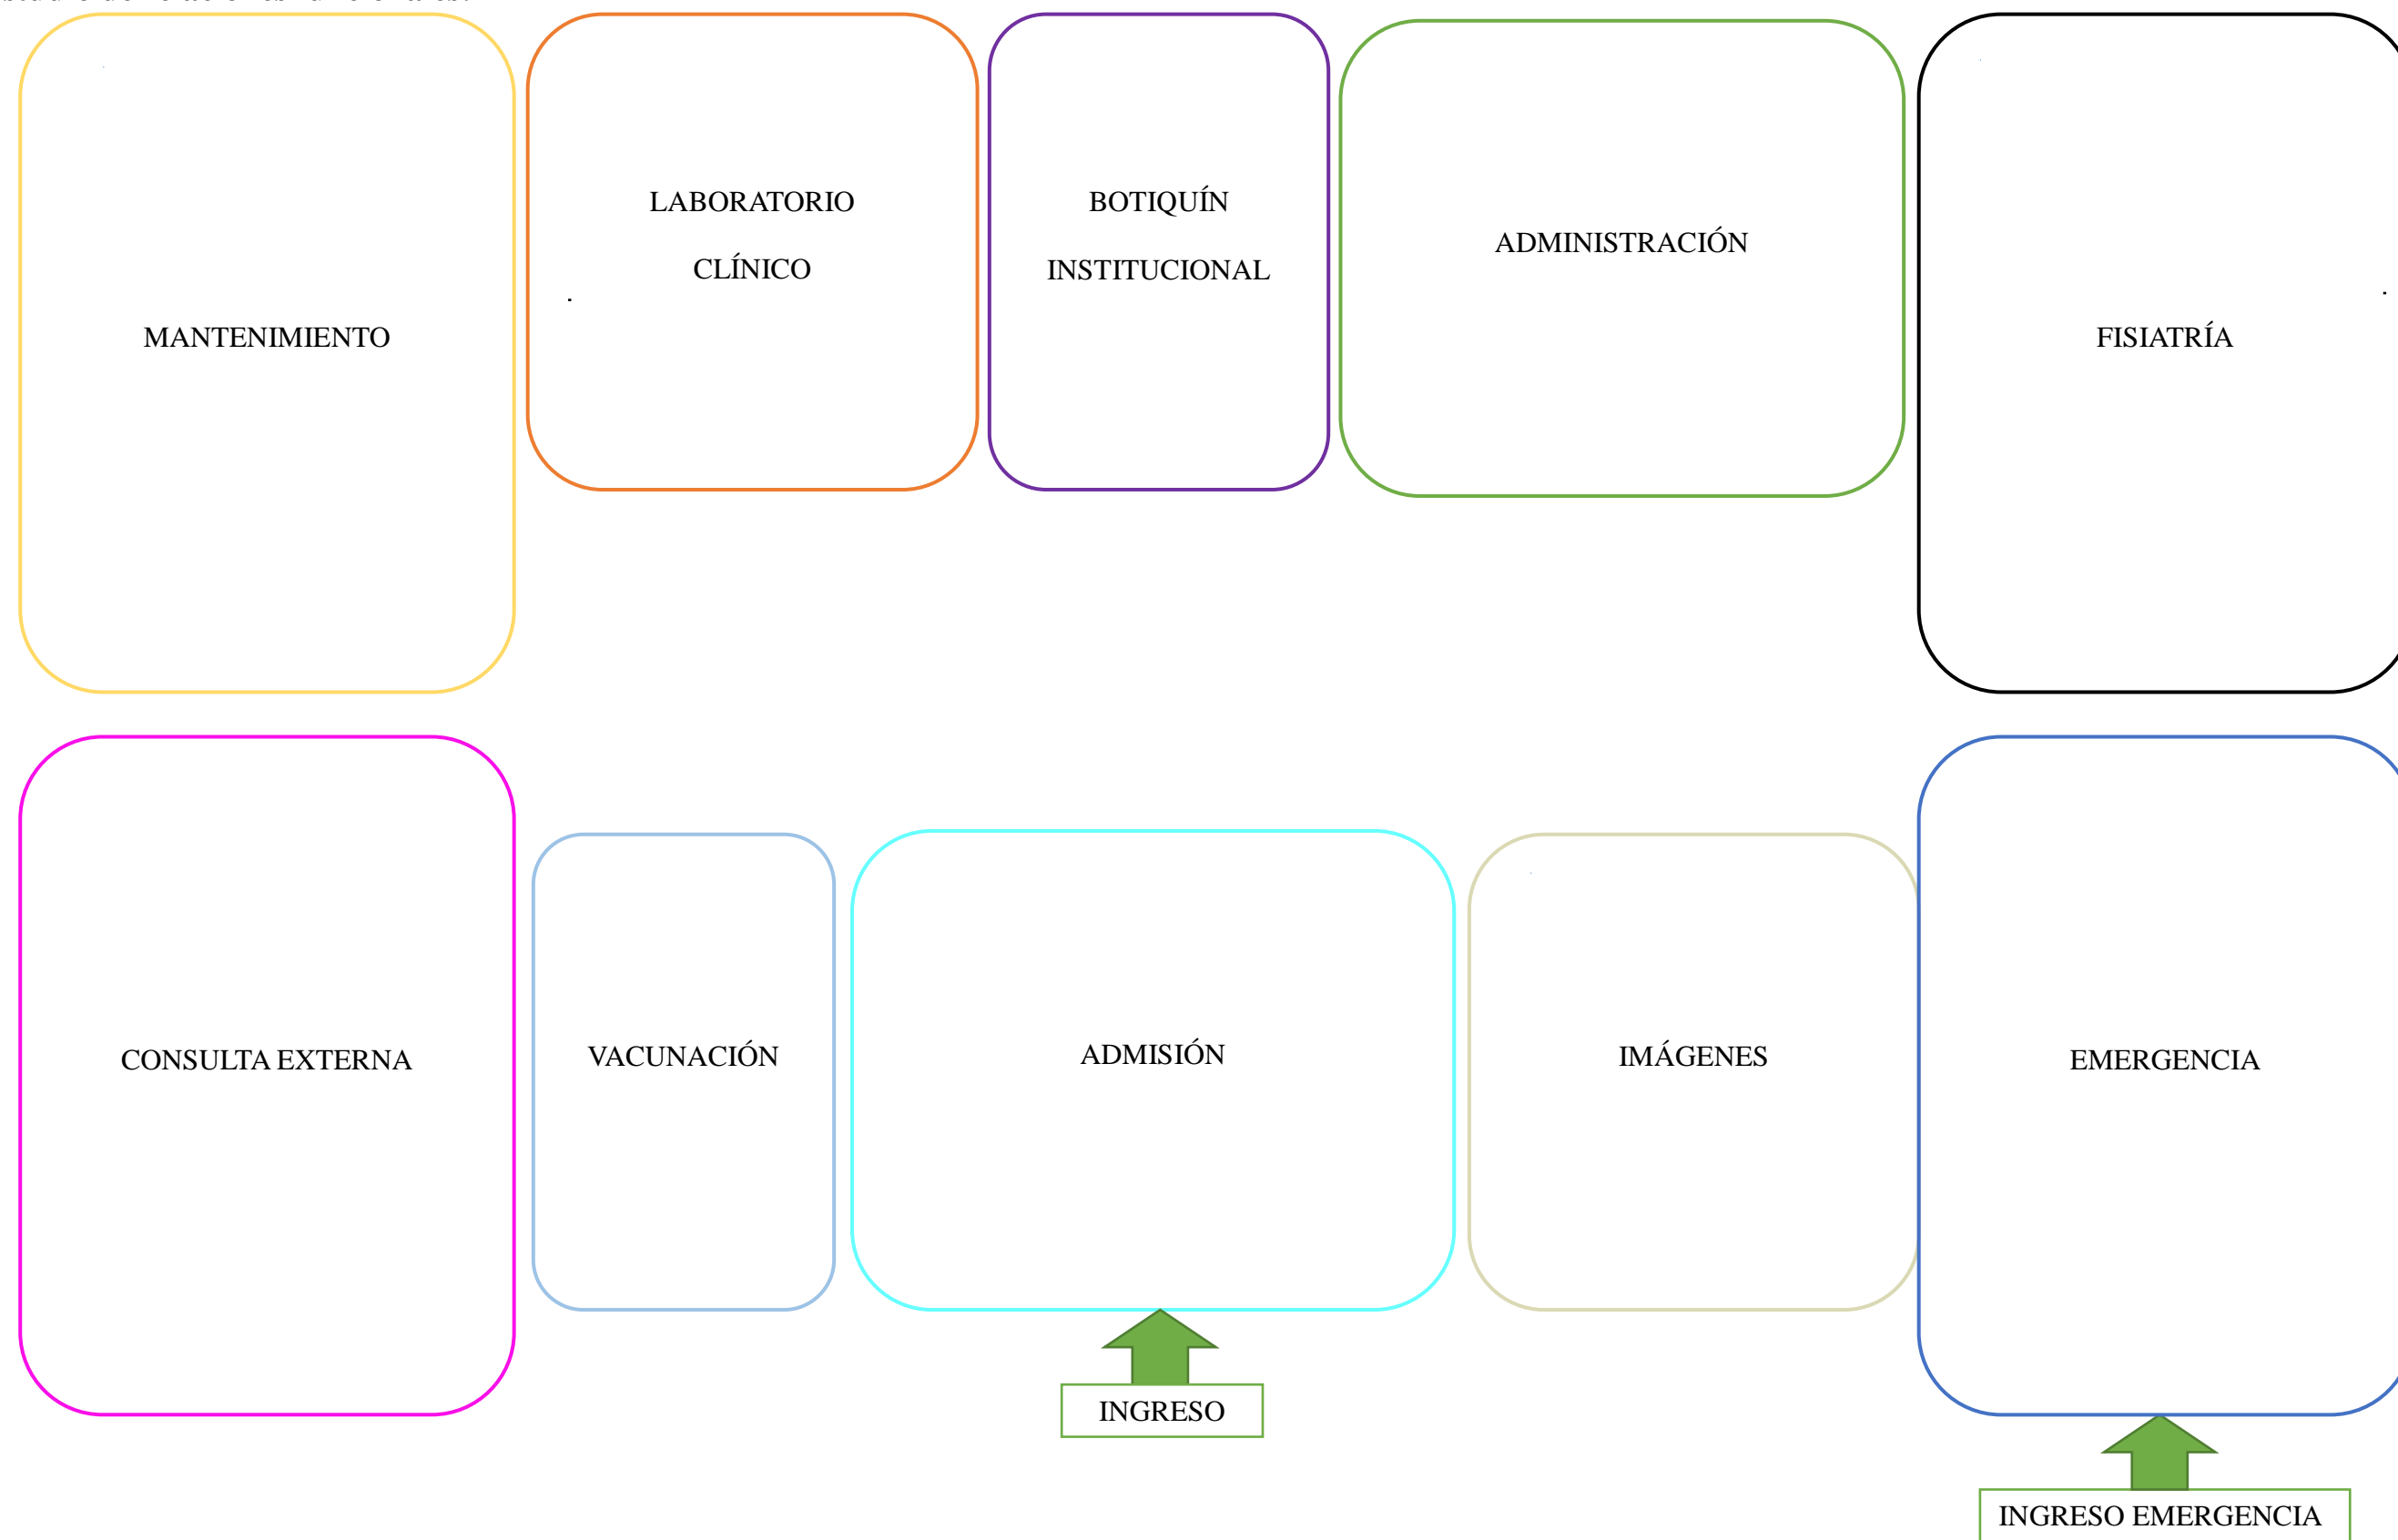 MANTENIMIENTO
LABORATORIO
CLÍNICO
BOTIQUÍN
INSTITUCIONAL
ADMINISTRACIÓN
FISIATRÍA
CONSULTA EXTERNA
VACUNACIÓN
ADMISIÓN
IMÁGENES
EMERGENCIA
INGRESO
INGRESO EMERGENCIA